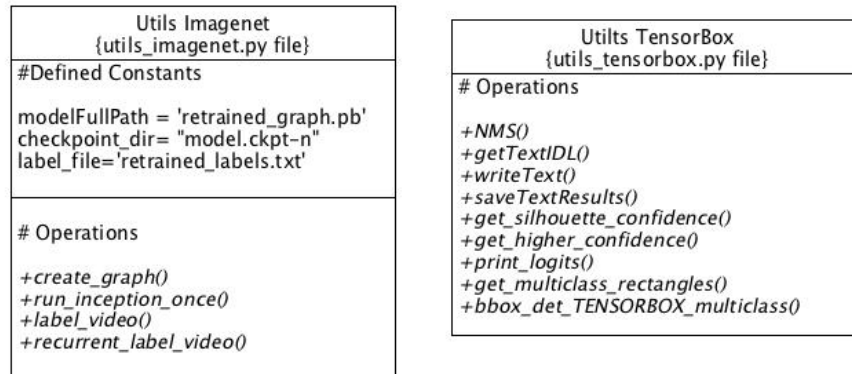 Utils Imagenet
{utils_imagenet.py file}
#Defined Constants
modelFullPath = 'retrained_graph.pb'
checkpoint_dir= "model.ckpt-n"
label_file='retrained_labels.txt'
# Operations
+create_graph()
+run_inception_once()
+label_video()
+recurrent_label_video()
Utilts TensorBox
{utils_tensorbox.py file}
# Operations
+NMS()
+getTextIDL()
+writeText()
+saveTextResults()
+get_silhouette_confidence()
+get_higher_confidence()
+print_logits()
+get_multiclass_rectangles()
+bbox_det_TENSORBOX_multiclass()